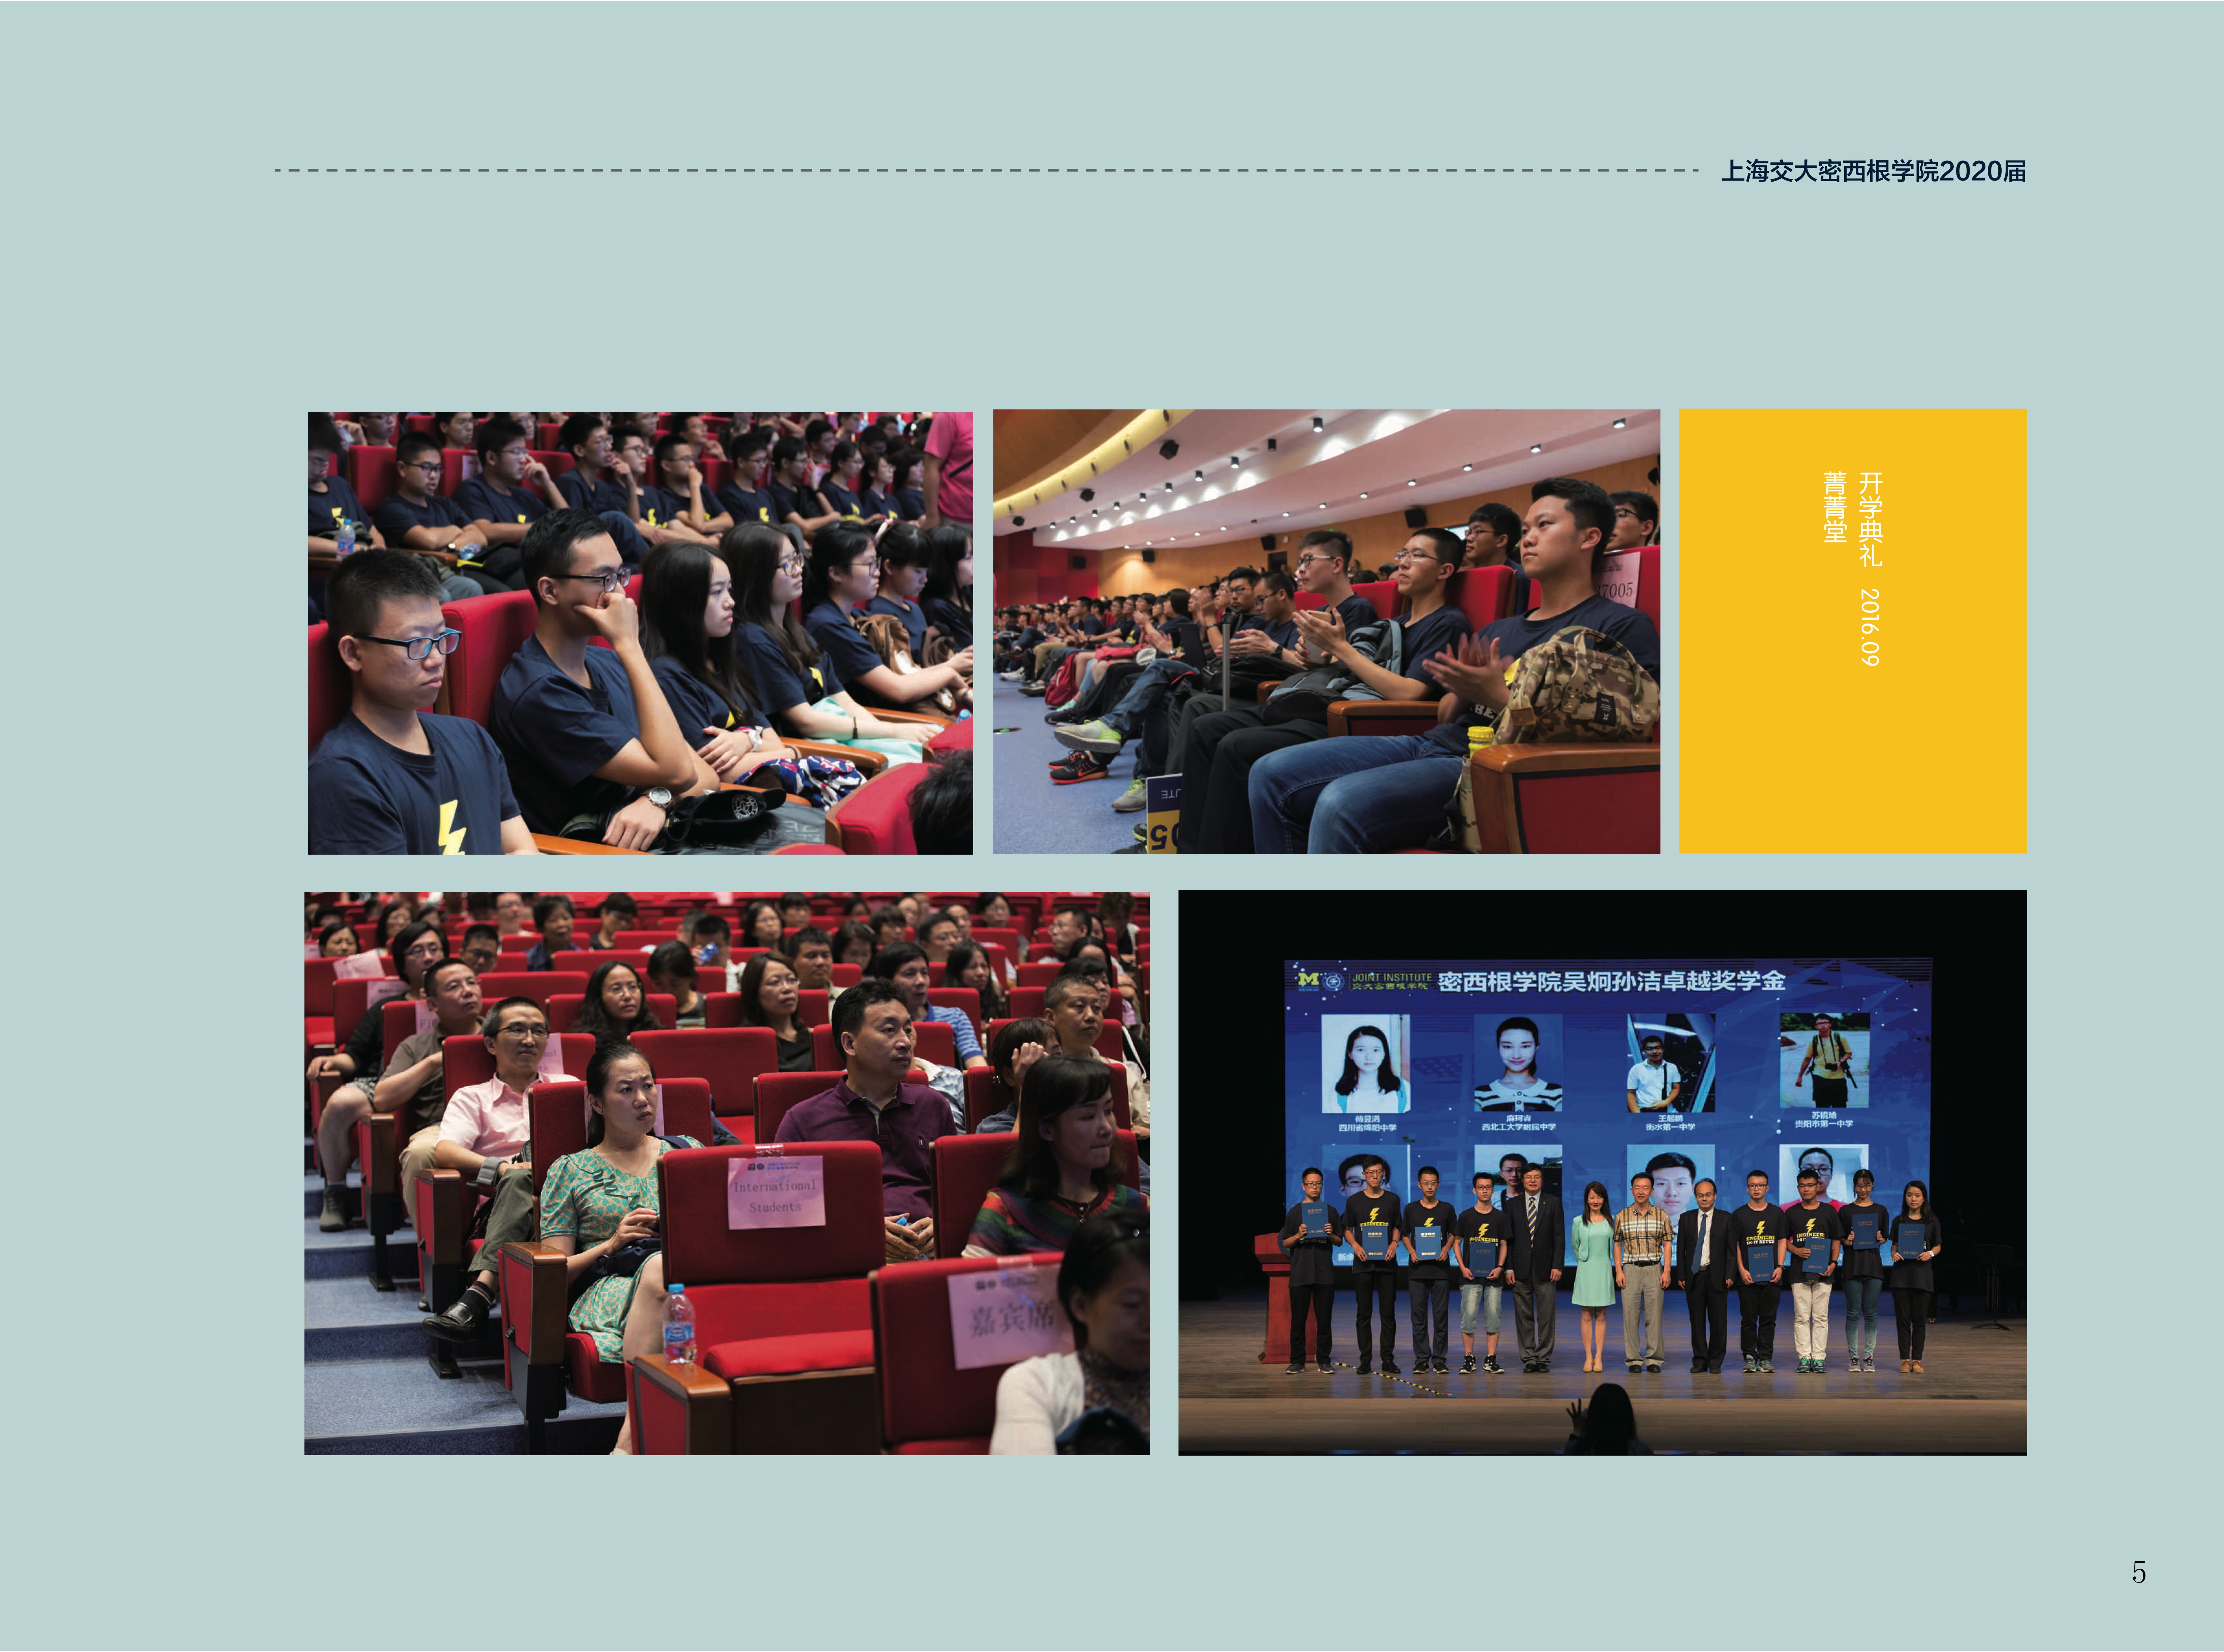 上海交大密西根学院2020届
开学典礼 2016.09
菁菁堂
37005
05
International
Students
嘉宾席
M
JOINT INSTITUTE
交大密西根学院
密西根学院吴炯孙洁卓越奖学金
四川省绵阳中学
西北工大学附属中学
衡水第一中学
贵阳市第一中学
5